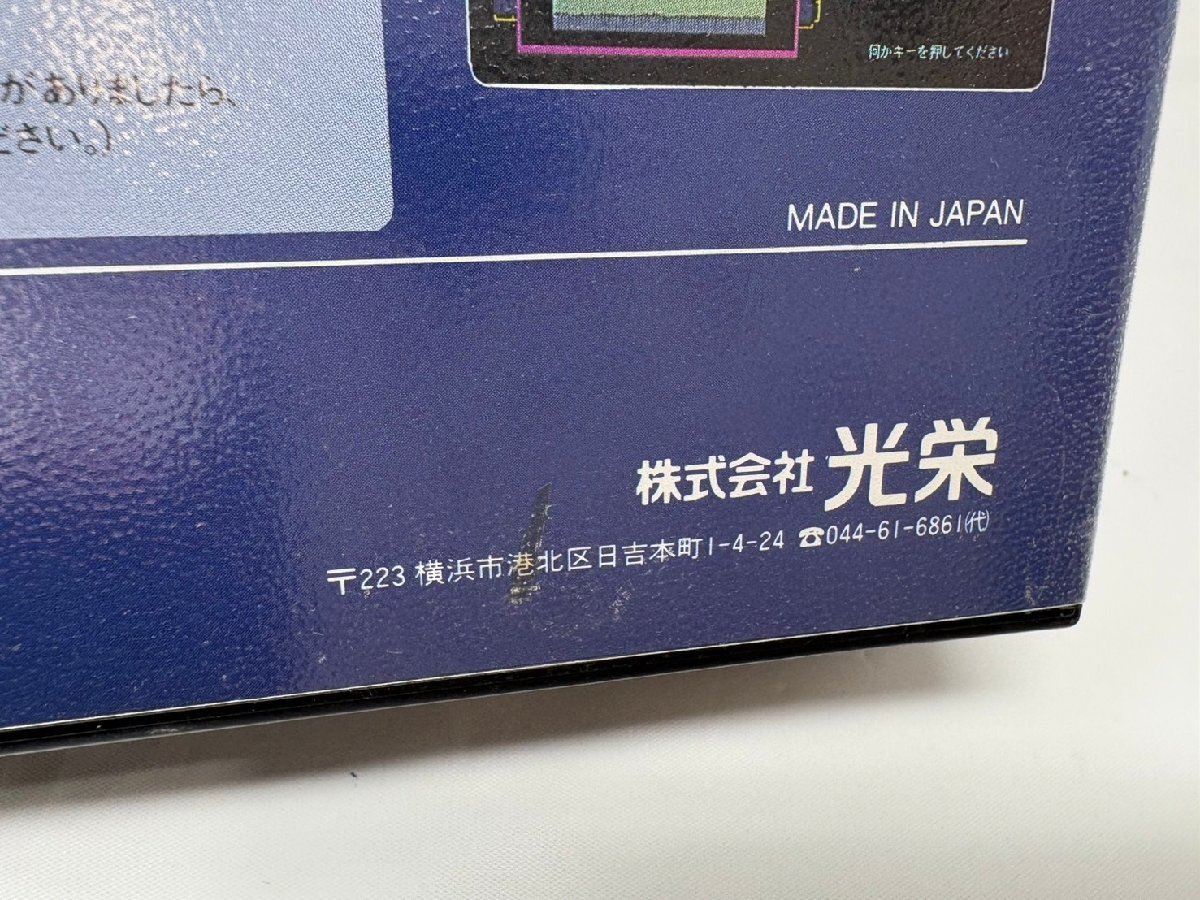 何かキーを押してください
がありましたら、
ださい。)
MADE IN JAPAN
株式会社 光栄
〒223 横浜市港北区日吉本町1-4-24 ☎044-61-6861(代)